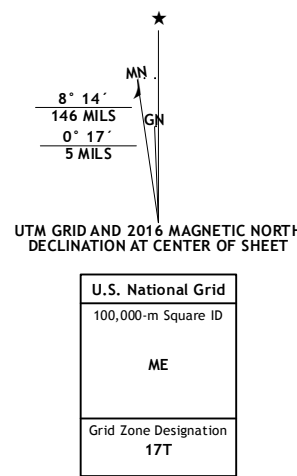 ★
MN
8° 14´
146 MILS
GN
0° 17´
5 MILS
UTM GRID AND 2016 MAGNETIC NORTH
DECLINATION AT CENTER OF SHEET
U.S. National Grid
100,000-m Square ID
ME
Grid Zone Designation
17T